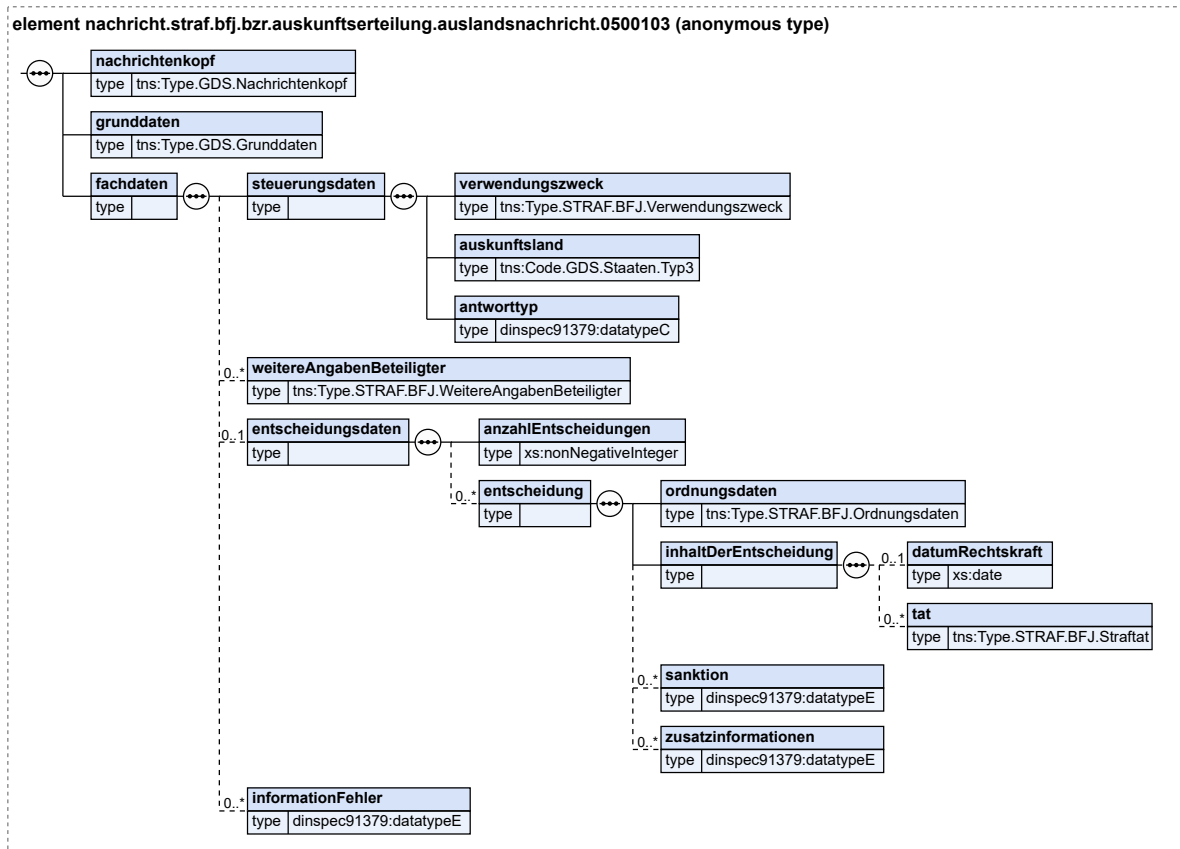 element nachricht.straf.bfj.bzr.auskunftserteilung.auslandsnachricht.0500103 (anonymous type)
nachrichtenkopf
type tns:Type.GDS.Nachrichtenkopf
grunddaten
type tns:Type.GDS.Grunddaten
fachdaten
type
steuerungsdaten
type
verwendungszweck
type tns:Type.STRAF.BFJ.Verwendungszweck
auskunftsland
type tns:Code.GDS.Staaten.Typ3
antworttyp
type dinspec91379:datatypeC
0..*
weitereAngabenBeteiligter
type tns:Type.STRAF.BFJ.WeitereAngabenBeteiligter
0..1
entscheidungsdaten
type
anzahlEntscheidungen
type xs:nonNegativeInteger
0..*
entscheidung
type
ordnungsdaten
type tns:Type.STRAF.BFJ.Ordnungsdaten
inhaltDerEntscheidung
type
0..1
datumRechtskraft
type xs:date
0..*
tat
type tns:Type.STRAF.BFJ.Straftat
0..*
sanktion
type dinspec91379:datatypeE
0..*
zusatzinformationen
type dinspec91379:datatypeE
0..*
informationFehler
type dinspec91379:datatypeE